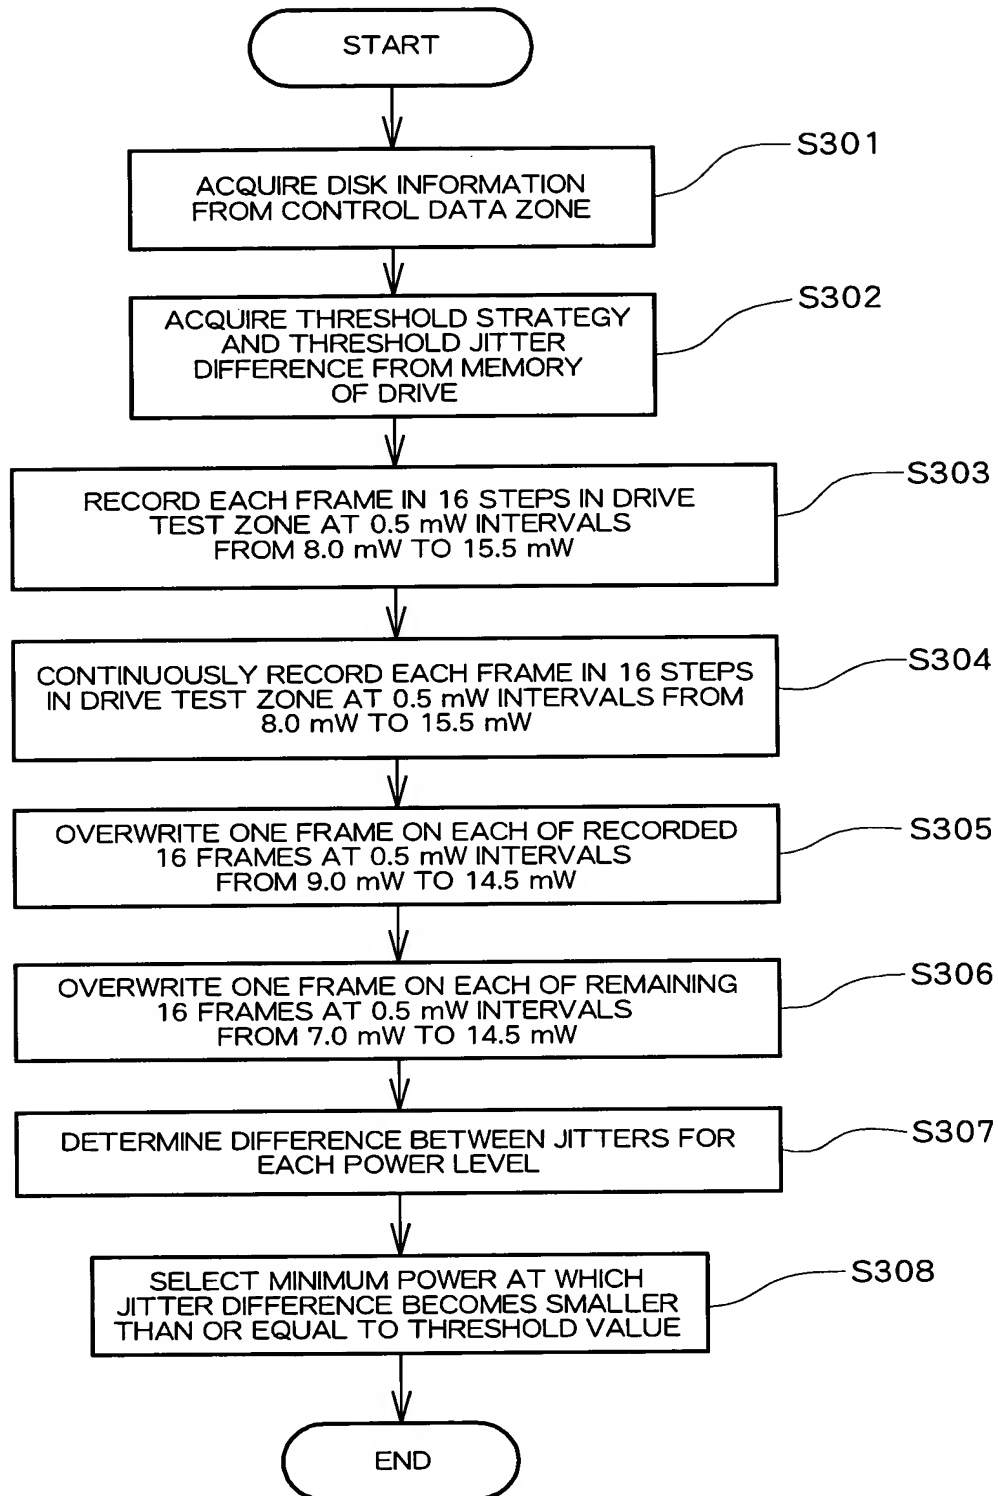 START
S301
ACQUIRE DISK INFORMATION
FROM CONTROL DATA ZONE
S302
ACQUIRE THRESHOLD STRATEGY
AND THRESHOLD JITTER
DIFFERENCE FROM MEMORY
OF DRIVE
S303
RECORD EACH FRAME IN 16 STEPS IN DRIVE
TEST ZONE AT 0.5 mW INTERVALS
FROM 8.0 mW TO 15.5 mW
S304
CONTINUOUSLY RECORD EACH FRAME IN 16 STEPS
IN DRIVE TEST ZONE AT 0.5 mW INTERVALS FROM
8.0 mW TO 15.5 mW
S305
OVERWRITE ONE FRAME ON EACH OF RECORDED
16 FRAMES AT 0.5 mW INTERVALS
FROM 9.0 mW TO 14.5 mW
S306
OVERWRITE ONE FRAME ON EACH OF REMAINING
16 FRAMES AT 0.5 mW INTERVALS
FROM 7.0 mW TO 14.5 mW
S307
DETERMINE DIFFERENCE BETWEEN JITTERS FOR
EACH POWER LEVEL
S308
SELECT MINIMUM POWER AT WHICH
JITTER DIFFERENCE BECOMES SMALLER
THAN OR EQUAL TO THRESHOLD VALUE
END